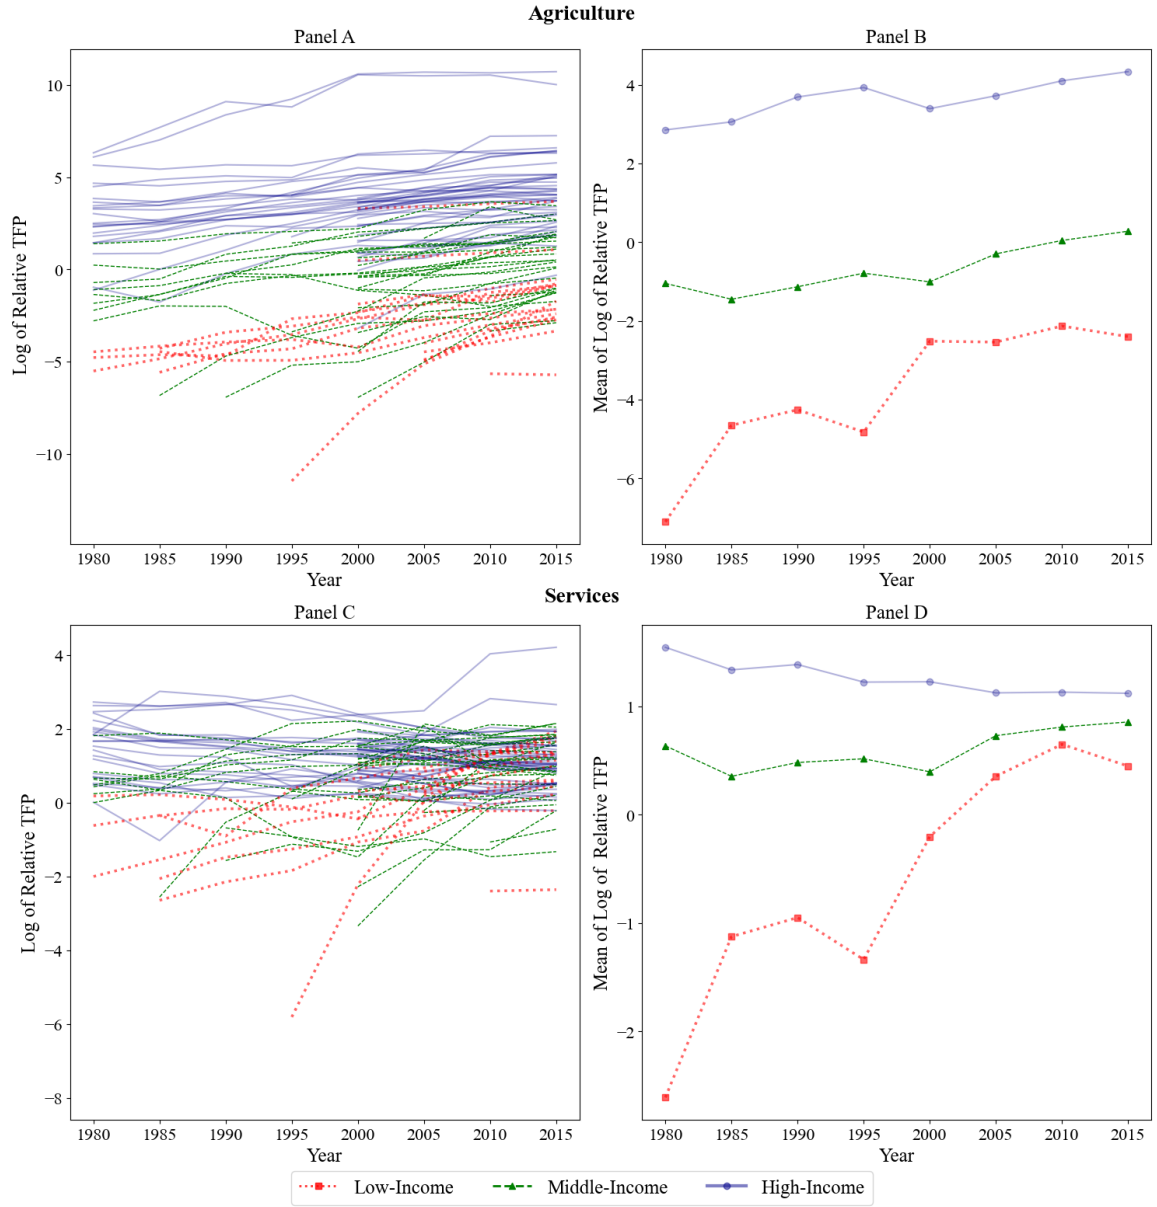 Agriculture
Panel A
Panel B
Log of Relative TFP
10
5
0
−5
−10
1980 1985 1990 1995 2000 2005 2010 2015
Year
Mean of Log of Relative TFP
4
2
0
−2
−4
−6
1980 1985 1990 1995 2000 2005 2010 2015
Year
Services
Panel C
Panel D
Log of Relative TFP
4
2
0
−2
−4
−6
−8
1980 1985 1990 1995 2000 2005 2010 2015
Year
Mean of Log of Relative TFP
1
0
−1
−2
1980 1985 1990 1995 2000 2005 2010 2015
Year
Low-Income Middle-Income High-Income